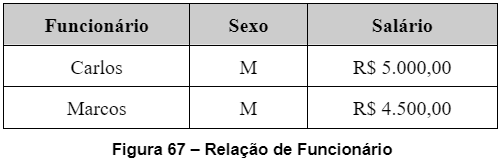 Funcionário Sexo Salário
Carlos M R$ 5.000,00
Marcos M R$ 4.500,00
Figura 67 – Relação de Funcionário